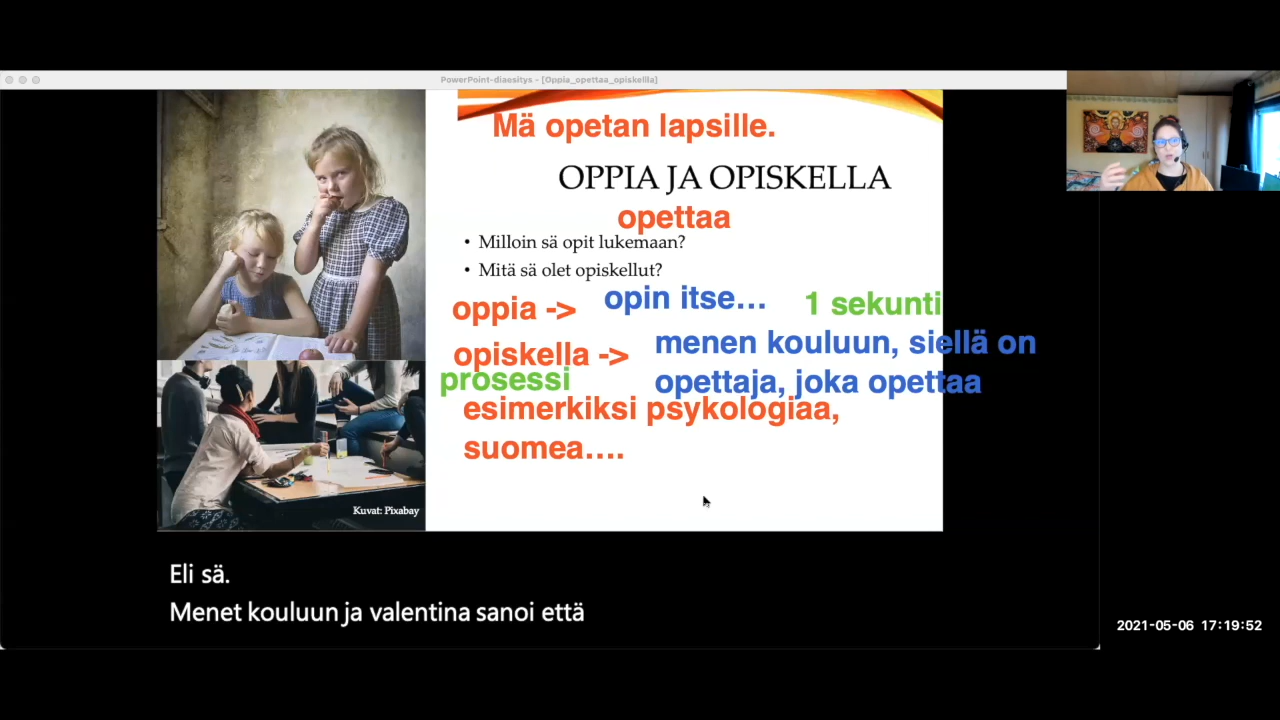 PowerPoint-diaesitys - [Oppia_opettaa_opiskella]
Mä opetan lapsille.
OPPIA JA OPISKELLA
opettaa
• Milloin sä opit lukemaan?
• Mitä sä olet opiskellut?
oppia -> opin itse… 1 sekunti
opiskella -> menen kouluun, siellä on
prosessi opettaja, joka opettaa
esimerkiksi psykologiaa,
suomea….
Kuvat: Pixabay
Eli sä.
Menet kouluun ja valentina sanoi että
2021-05-06 17:19:52